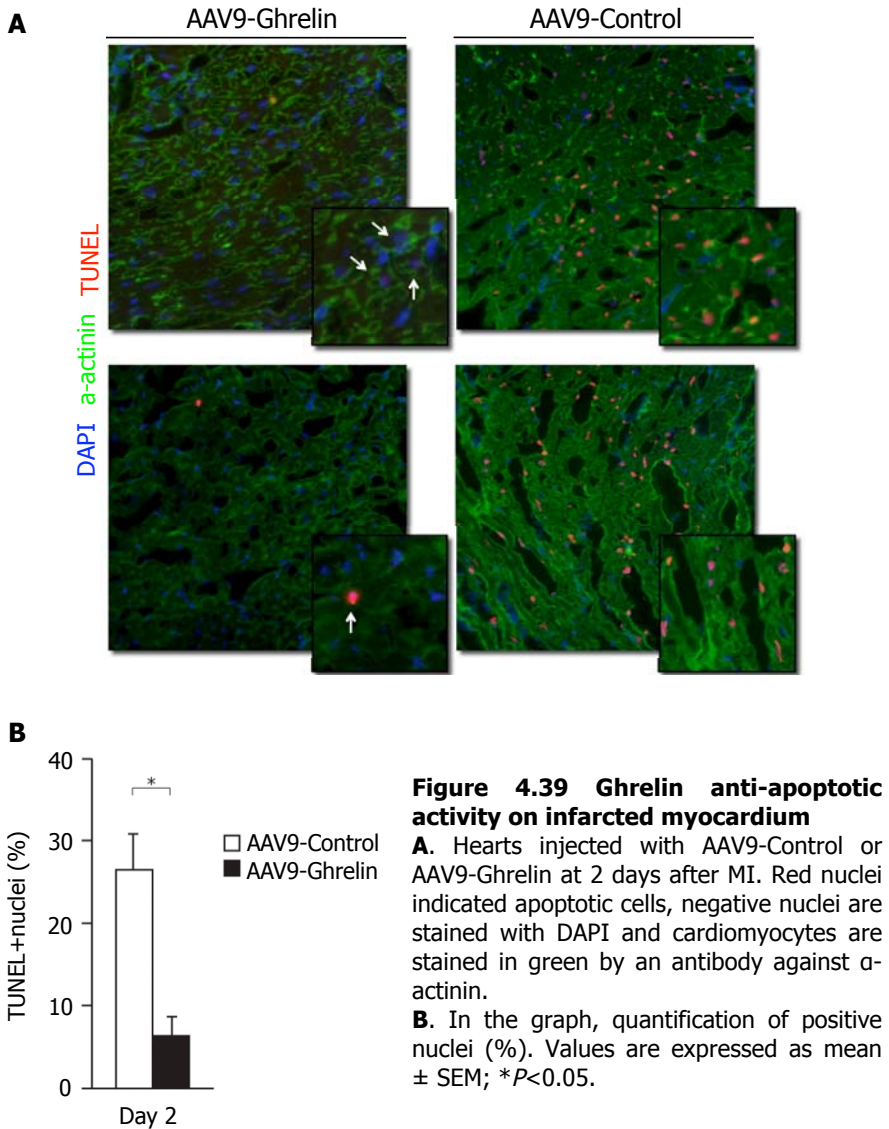 A
AAV9-Ghrelin
AAV9-Control
DAPI a-actinin TUNEL
B
40
30
20
10
0
TUNEL+nuclei (%)
*
Day 2
AAV9-Control
AAV9-Ghrelin
Figure 4.39 Ghrelin anti-apoptotic
activity on infarcted myocardium
A. Hearts injected with AAV9-Control or
AAV9-Ghrelin at 2 days after MI. Red nuclei
indicated apoptotic cells, negative nuclei are
stained with DAPI and cardiomyocytes are
stained in green by an antibody against α-
actinin.
B. In the graph, quantification of positive
nuclei (%). Values are expressed as mean
± SEM; *P<0.05.